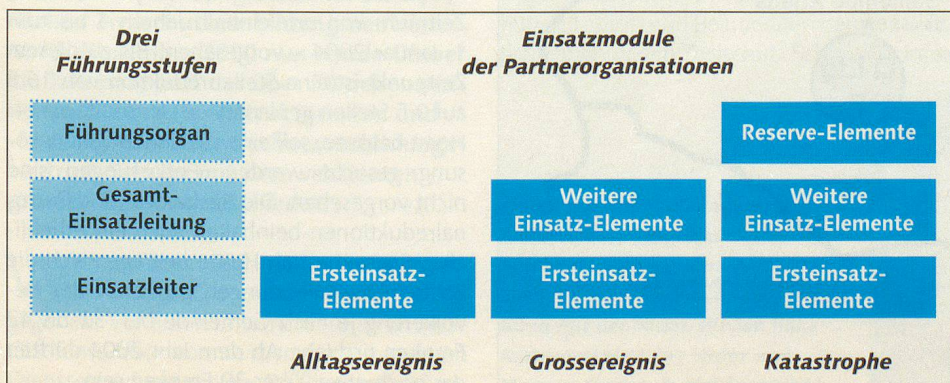 Drei
Führungsstufen
Einsatzmodule
der Partnerorganisationen
Führungsorgan
Reserve-Elemente
Gesamt-
Einsatzleitung
Weitere
Einsatz-Elemente
Weitere
Einsatz-Elemente
Einsatzleiter
Ersteinsatz-
Elemente
Ersteinsatz-
Elemente
Ersteinsatz-
Elemente
Alltagsereignis
Grossereignis
Katastrophe